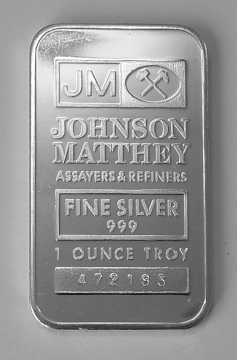 JM
JOHNSON
MATTHEY
ASSAYERS & REFINERS
FINE SILVER
999
1 OUNCE TROY
472193